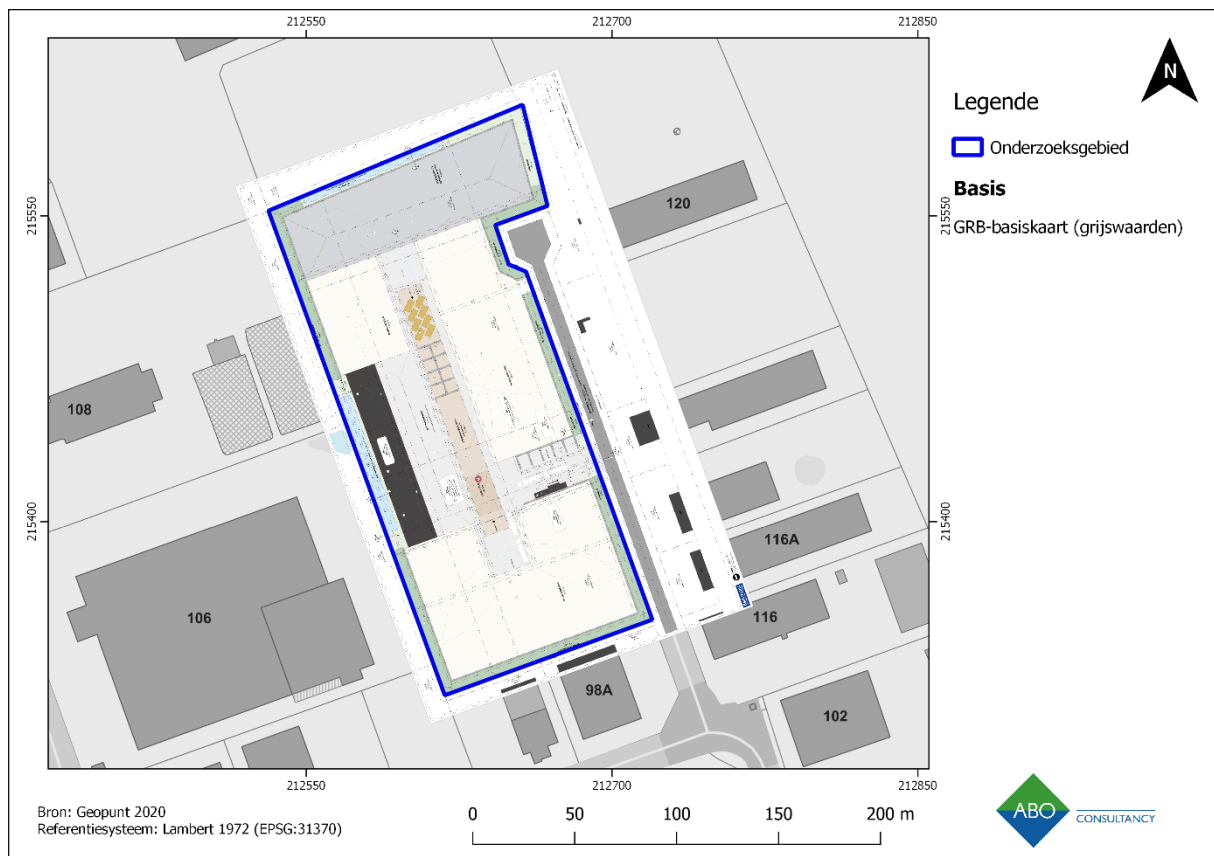 212550
212700
212850
N
Legende
Onderzoeksgebied
Basis
GRB-basiskaart (grijswaarden)
215550
215550
120
108
215400
215400
116A
106
116
98A
102
212550
212700
212850
Bron: Geopunt 2020
Referentiesysteem: Lambert 1972 (EPSG:31370)
0
50
100
150
200 m
ABO
CONSULTANCY